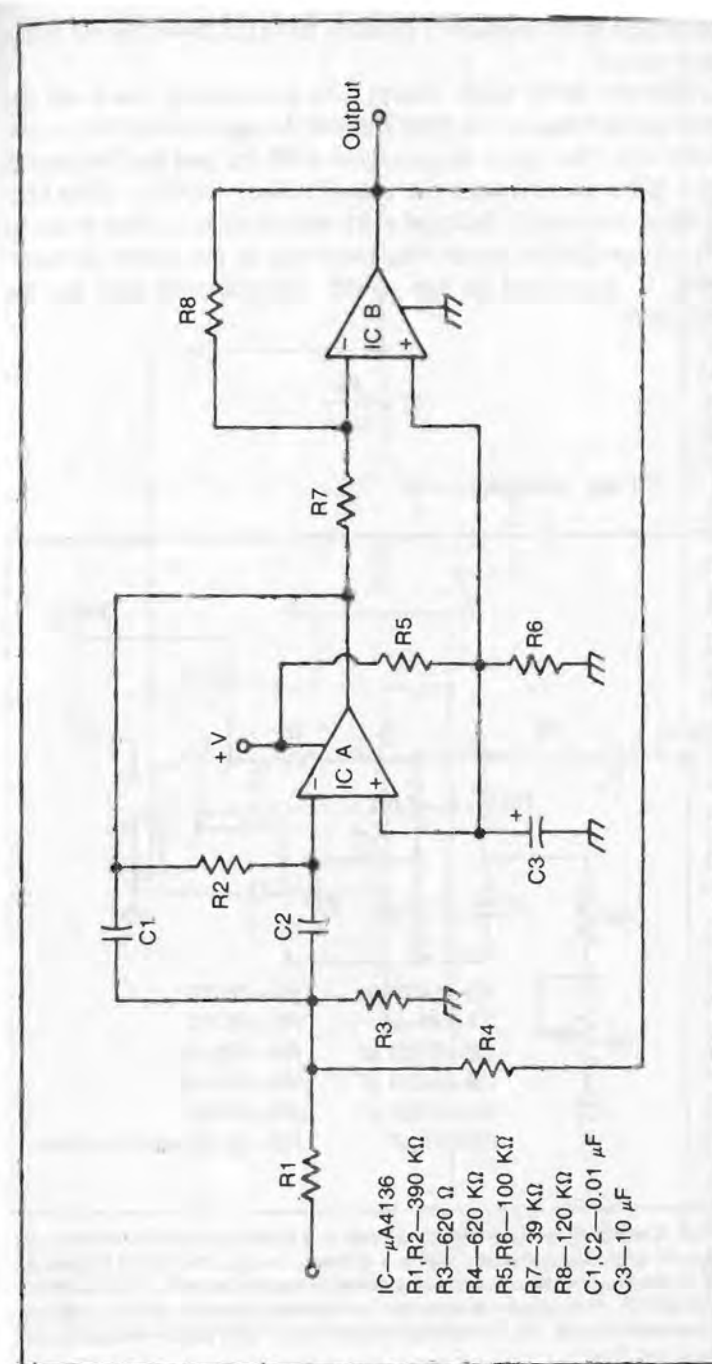 Output
R8
− IC B +
R7
R5
R6
+V
− IC A +
R2
C1
C2
+
C3
R3
R4
R1
IC—μA4136
R1,R2—390 KΩ
R3—620 Ω
R4—620 KΩ
R5,R6—100 KΩ
R7—39 KΩ
R8—120 KΩ
C1,C2—0.01 μF
C3—10 μF